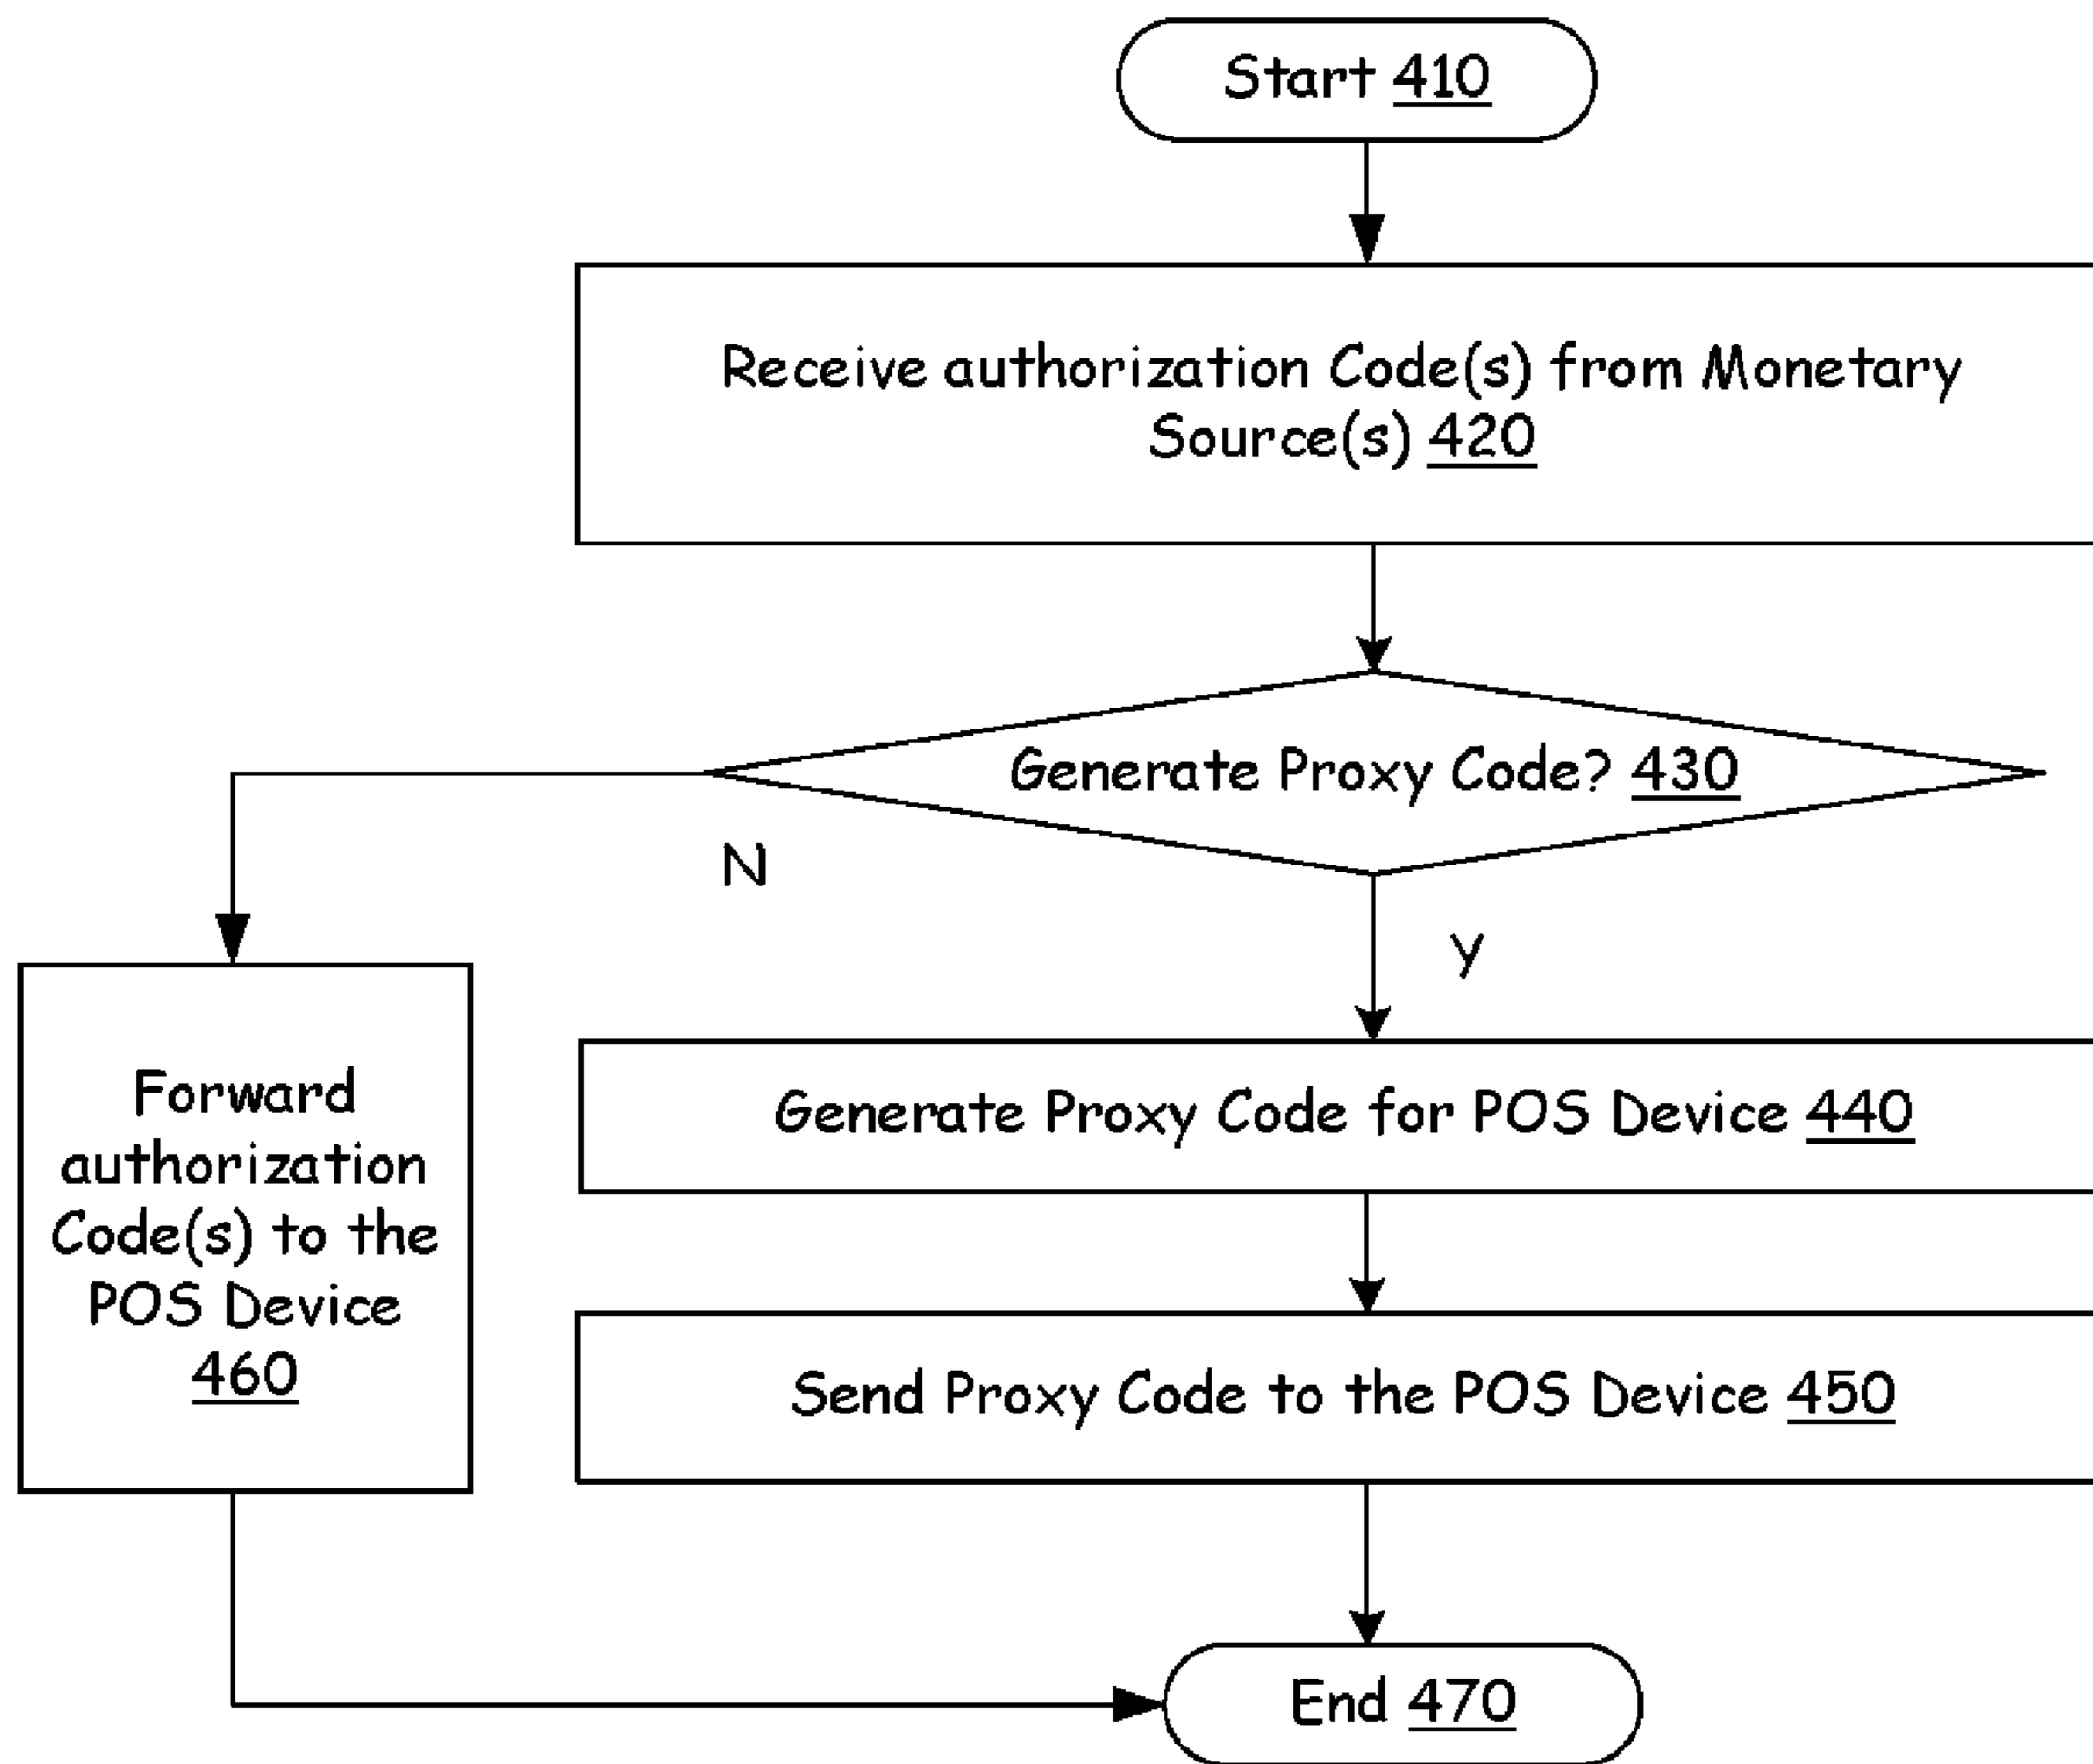 Start 410
Receive authorization Code(s) from Monetary
Source(s) 420
Generate Proxy Code? 430
N
Y
Generate Proxy Code for POS Device 440
Forward
authorization
Code(s) to the
POS Device
460
Send Proxy Code to the POS Device 450
End 470